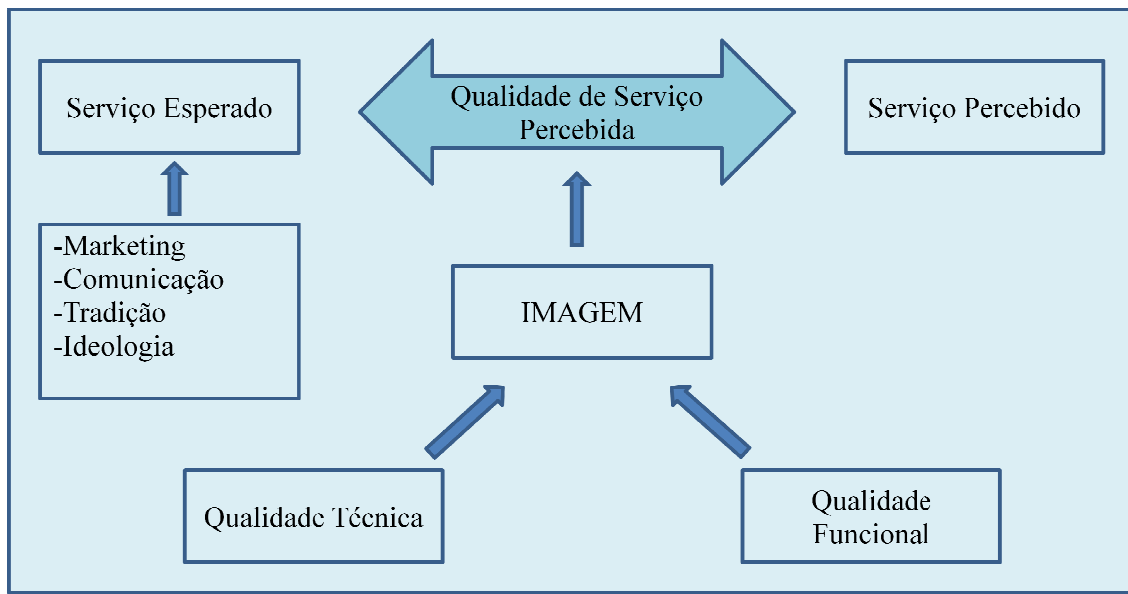 Serviço Esperado
Qualidade de Serviço
Percebida
Serviço Percebido
-Marketing
-Comunicação
-Tradição
-Ideologia
IMAGEM
Qualidade Técnica
Qualidade
Funcional